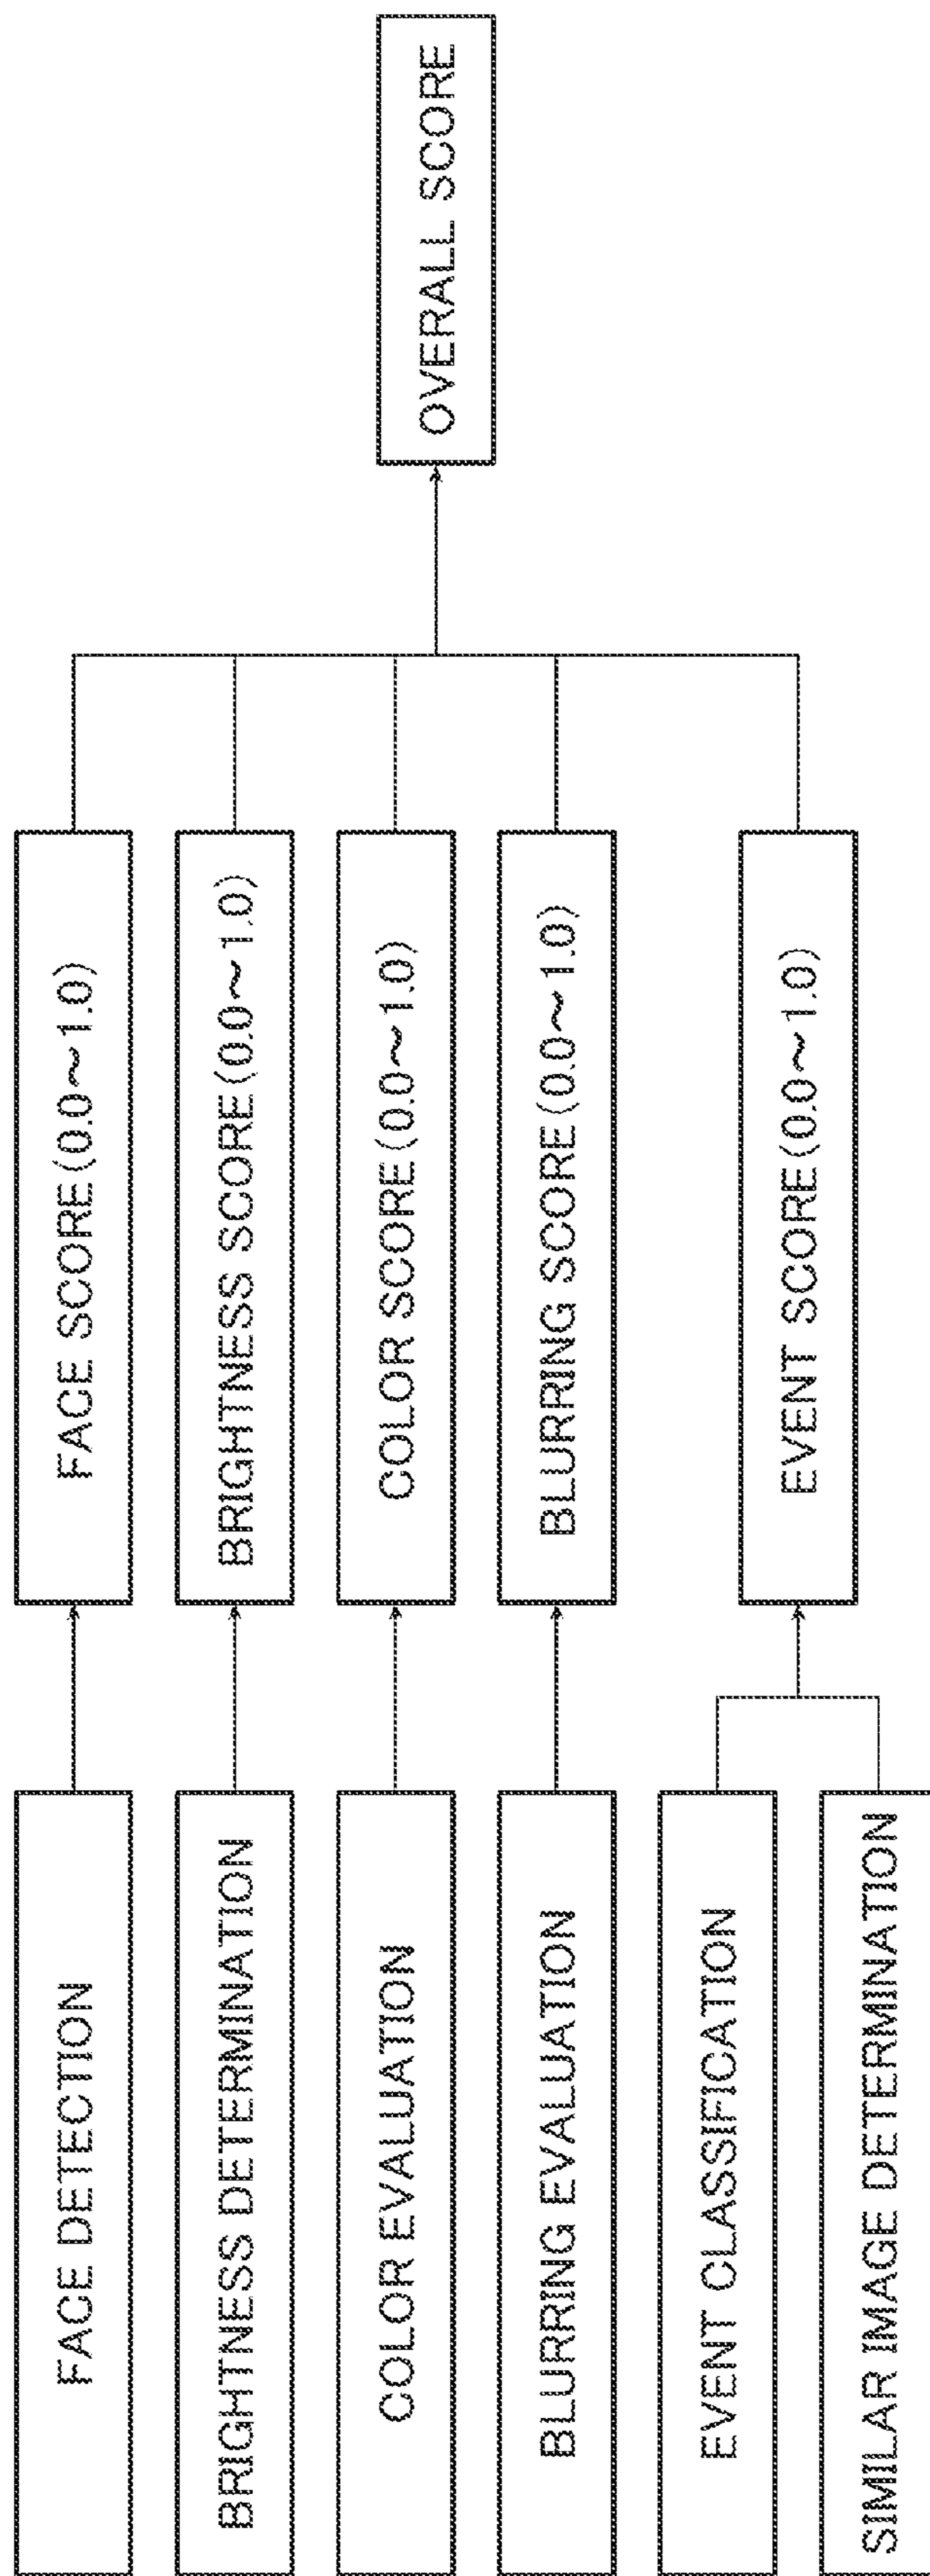 FACE DETECTION
BRIGHTNESS DETERMINATION
COLOR EVALUATION
BLURRING EVALUATION
EVENT CLASSIFICATION
SIMILAR IMAGE DETERMINATION
FACE SCORE(0.0～1.0)
BRIGHTNESS SCORE(0.0～1.0)
COLOR SCORE(0.0～1.0)
BLURRING SCORE(0.0～1.0)
EVENT SCORE(0.0～1.0)
OVERALL SCORE